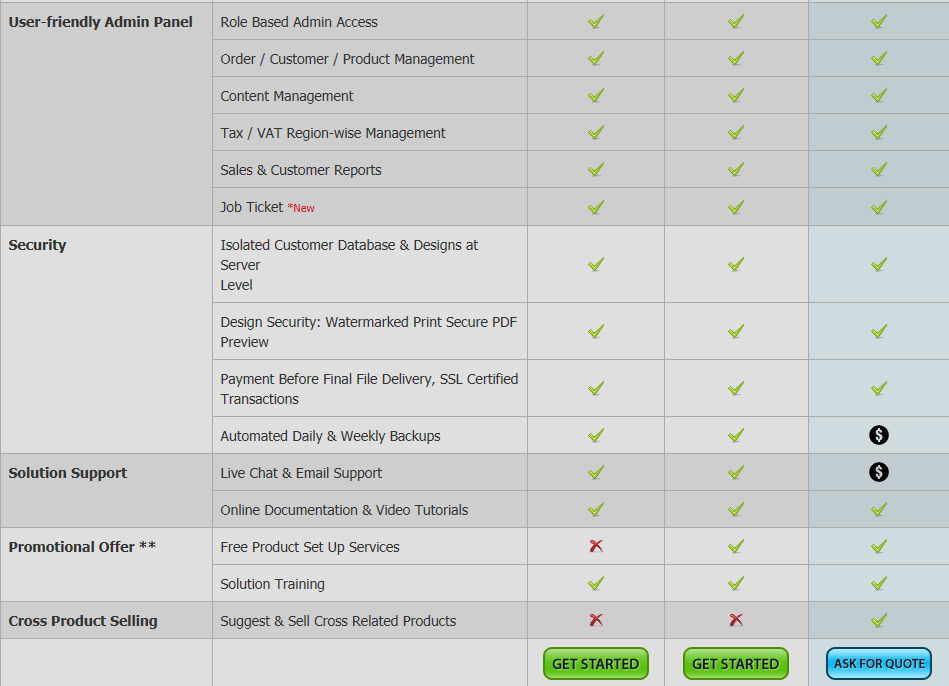 User-friendly Admin Panel
Role Based Admin Access
Order / Customer / Product Management
Content Management
Tax / VAT Region-wise Management
Sales & Customer Reports
Job Ticket *New
Security
Isolated Customer Database & Designs at
Server
Level
Design Security: Watermarked Print Secure PDF
Preview
Payment Before Final File Delivery, SSL Certified
Transactions
Automated Daily & Weekly Backups
$
Solution Support
Live Chat & Email Support
$
Online Documentation & Video Tutorials
Promotional Offer **
Free Product Set Up Services
Solution Training
Cross Product Selling
Suggest & Sell Cross Related Products
GET STARTED
GET STARTED
ASK FOR QUOTE